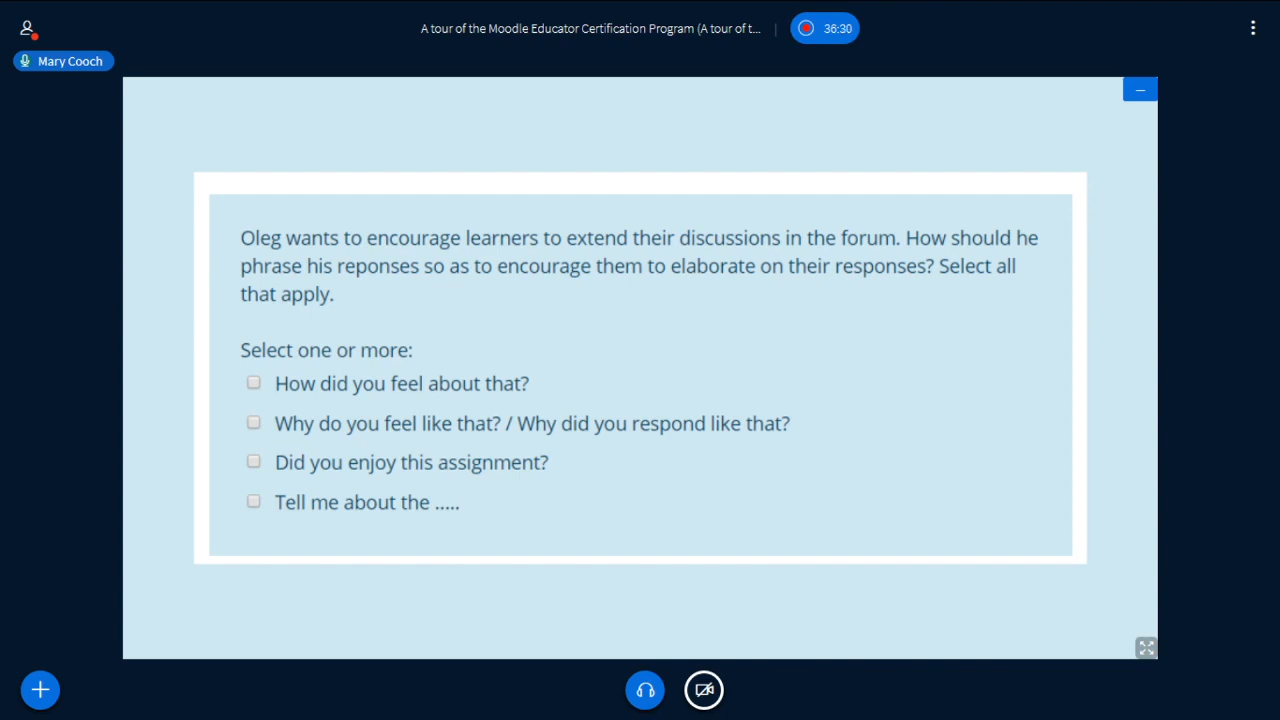 A tour of the Moodle Educator Certification Program (A tour of t...
36:30
Mary Cooch
Oleg wants to encourage learners to extend their discussions in the forum. How should he
phrase his reponses so as to encourage them to elaborate on their responses? Select all
that apply.
Select one or more:
How did you feel about that?
Why do you feel like that? / Why did you respond like that?
Did you enjoy this assignment?
Tell me about the .....